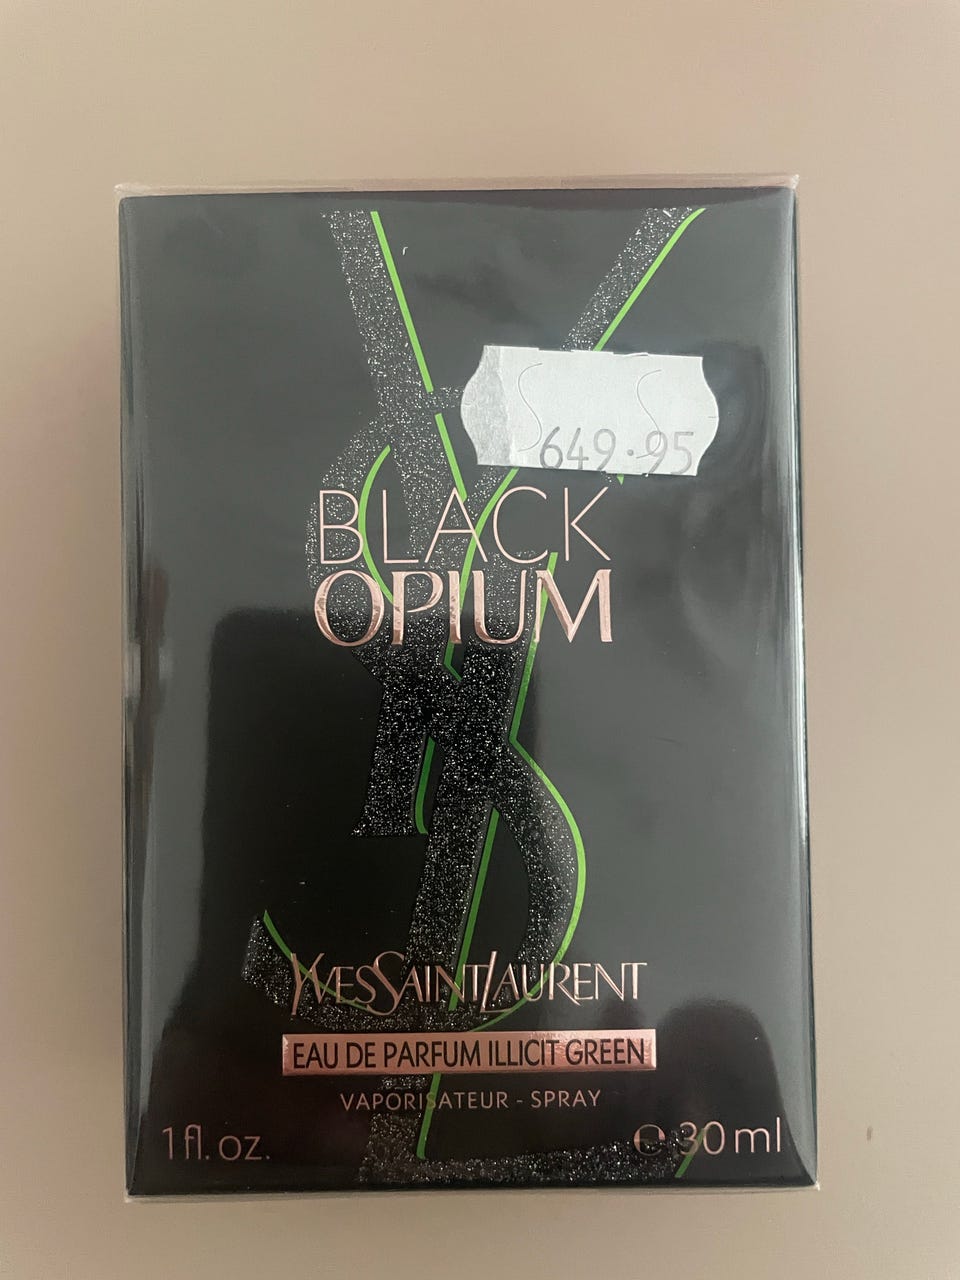 649.95
BLACK
OPIUM
YVESSAINTLAURENT
EAU DE PARFUM ILLICIT GREEN
VAPORISATEUR - SPRAY
1 fl. oz. ℮ 30 ml